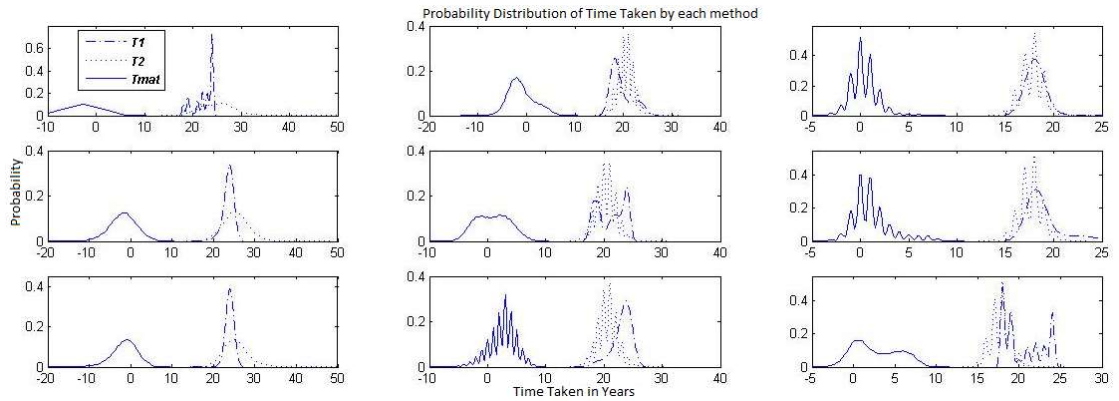 Probability Distribution of Time Taken by each method
0.6
0.4
0.2
0
-10 0 10 20 30 40 50
T1
T2
Tmat
0.4
0.2
0
-20 -10 0 10 20 30 40
0.4
0.2
0
-5 0 5 10 15 20 25
Probability
0.4
0.2
0
-20 -10 0 10 20 30 40 50
0.4
0.2
0
-10 0 10 20 30 40
0.4
0.2
0
-5 0 5 10 15 20 25
0.4
0.2
0
-20 -10 0 10 20 30 40 50
0.4
0.2
0
-10 0 10 20 30 40
0.4
0.2
0
-5 0 5 10 15 20 25 30
Time Taken in Years